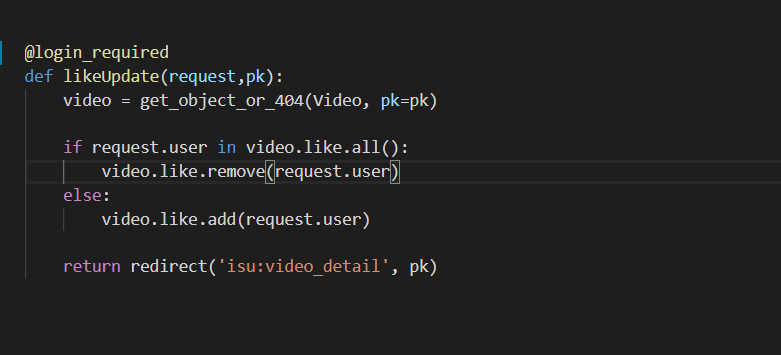 @login_required
def likeUpdate(request,pk):
    video = get_object_or_404(Video, pk=pk)
    if request.user in video.like.all():
        video.like.remove(request.user)
    else:
        video.like.add(request.user)
    return redirect('isu:video_detail', pk)